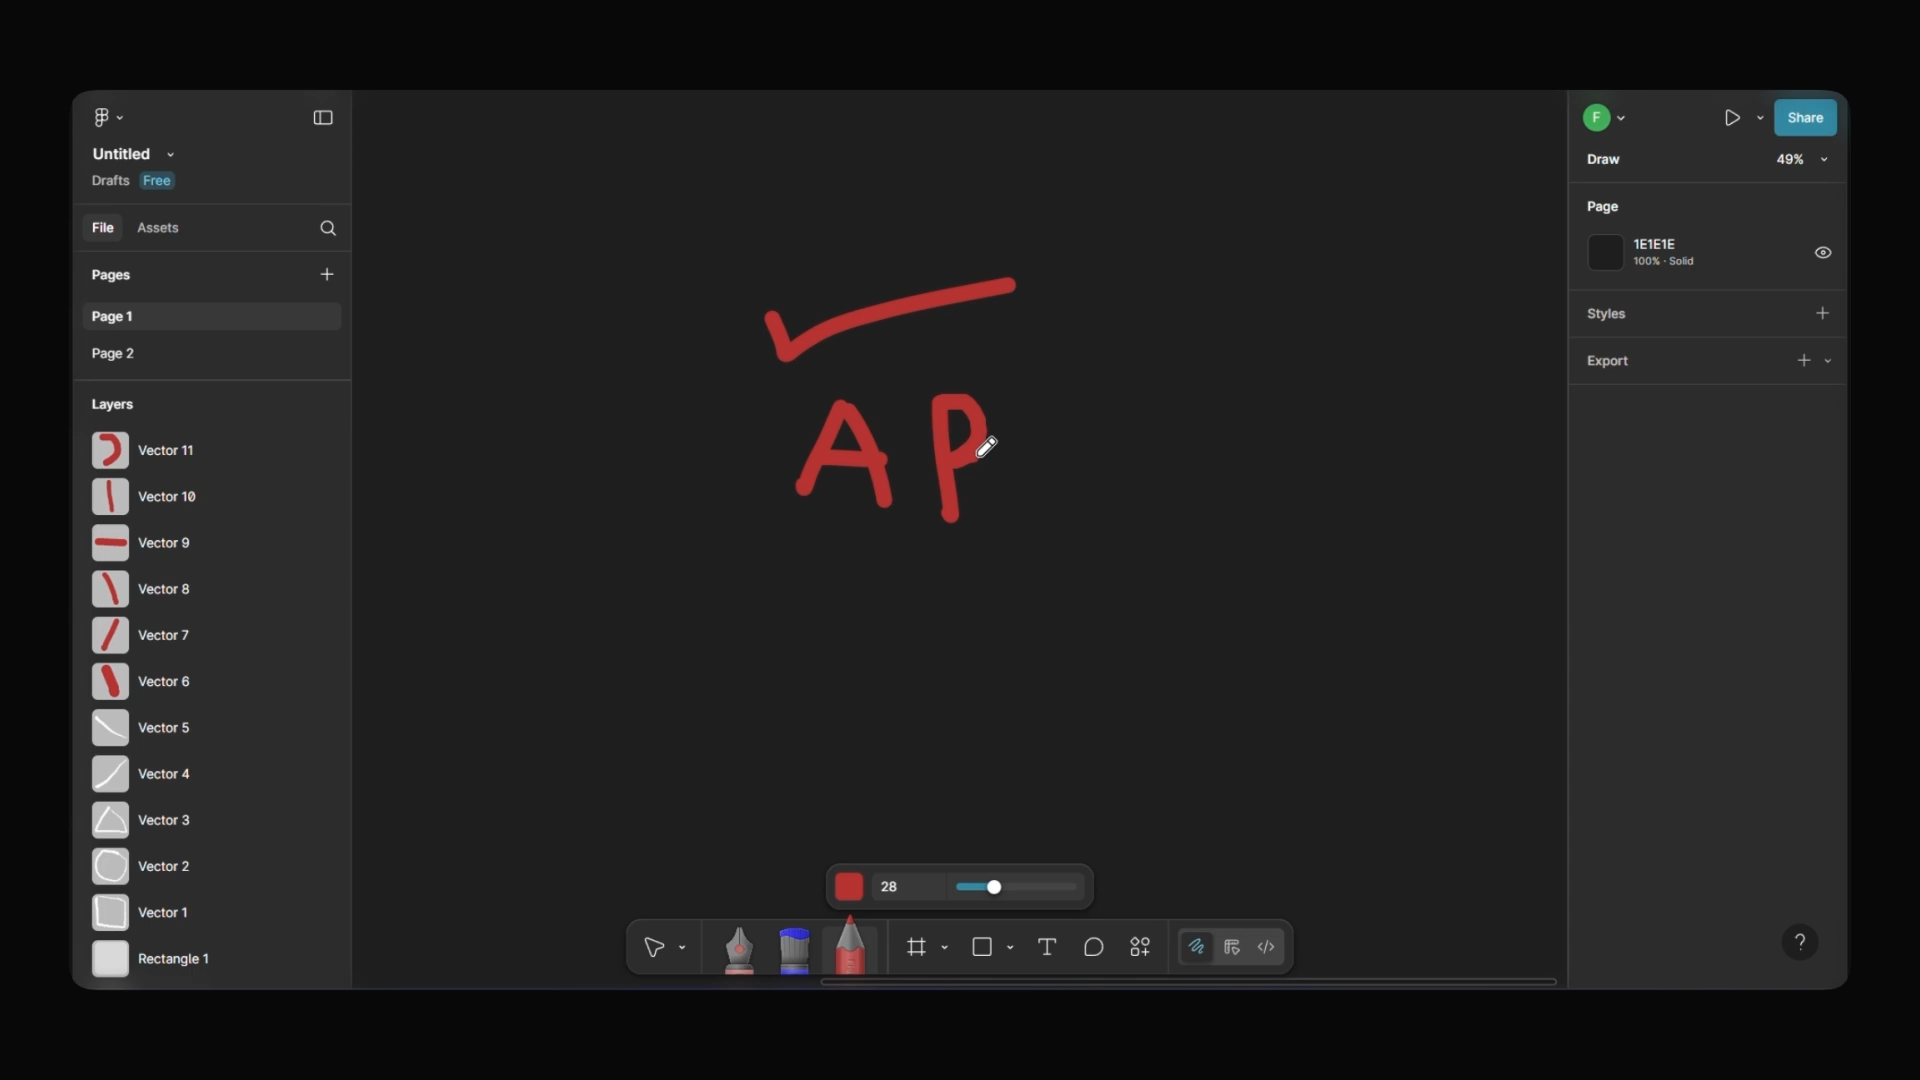 Untitled
Drafts Free
File Assets
Pages
Page 1
Page 2
Layers
Vector 11
Vector 10
Vector 9
Vector 8
Vector 7
Vector 6
Vector 5
Vector 4
Vector 3
Vector 2
Vector 1
Rectangle 1
A P
28
F
Share
Draw 49%
Page
1E1E1E
100% · Solid
Styles
Export
?